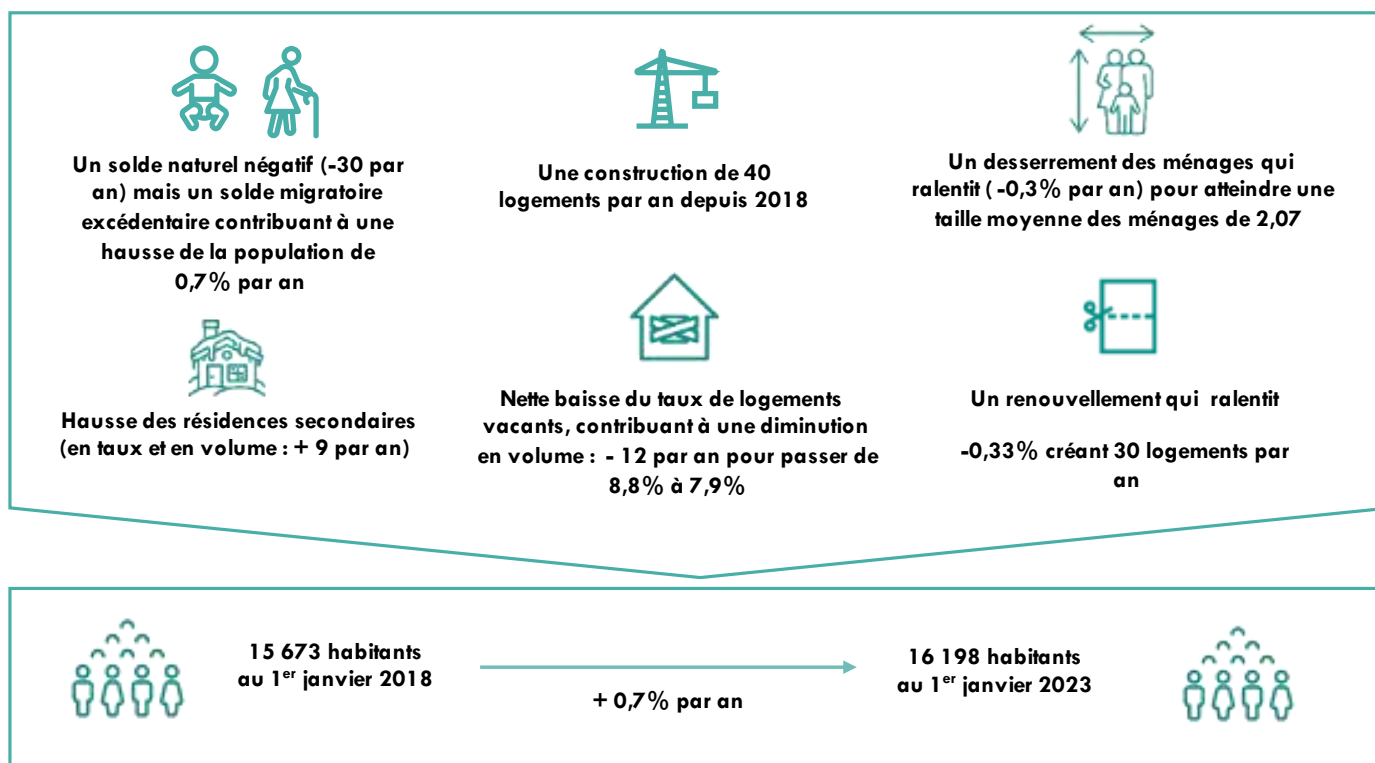 Un solde naturel négatif (-30 par
an) mais un solde migratoire
excédentaire contribuant à une
hausse de la population de
0,7% par an
Une construction de 40
logements par an depuis 2018
Un desserrement des ménages qui
ralentit ( -0,3% par an) pour atteindre une
taille moyenne des ménages de 2,07
Hausse des résidences secondaires
(en taux et en volume : + 9 par an)
Nette baisse du taux de logements
vacants, contribuant à une diminution
en volume : - 12 par an pour passer de
8,8% à 7,9%
Un renouvellement qui ralentit
-0,33% créant 30 logements par
an
15 673 habitants
au 1er janvier 2018
+ 0,7% par an
16 198 habitants
au 1er janvier 2023